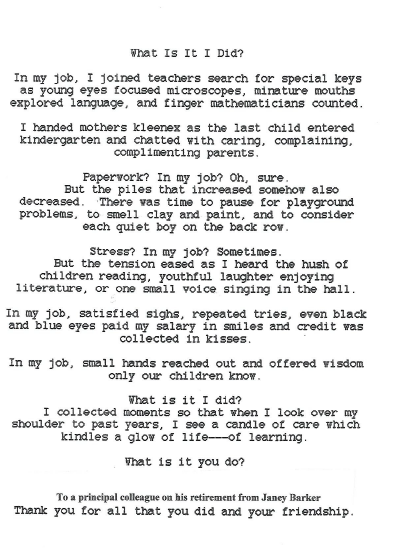 What Is It I Did?
In my job, I joined teachers search for special keys
as young eyes focused microscopes, minature mouths
explored language, and finger mathematicians counted.
I handed mothers kleenex as the last child entered
kindergarten and chatted with caring, complaining,
complimenting parents.
Paperwork? In my job? Oh, sure.
But the piles that increased somehow also
decreased. There was time to pause for playground
problems, to smell clay and paint, and to consider
each quiet boy on the back row.
Stress? In my job? Sometimes.
But the tension eased as I heard the hush of
children reading, youthful laughter enjoying
literature, or one small voice singing in the hall.
In my job, satisfied sighs, repeated tries, even black
and blue eyes paid my salary in smiles and credit was
collected in kisses.
In my job, small hands reached out and offered wisdom
only our children know.
What is it I did?
I collected moments so that when I look over my
shoulder to past years, I see a candle of care which
kindles a glow of life---of learning.
What is it you do?
To a principal colleague on his retirement from Janey Barker
Thank you for all that you did and your friendship.